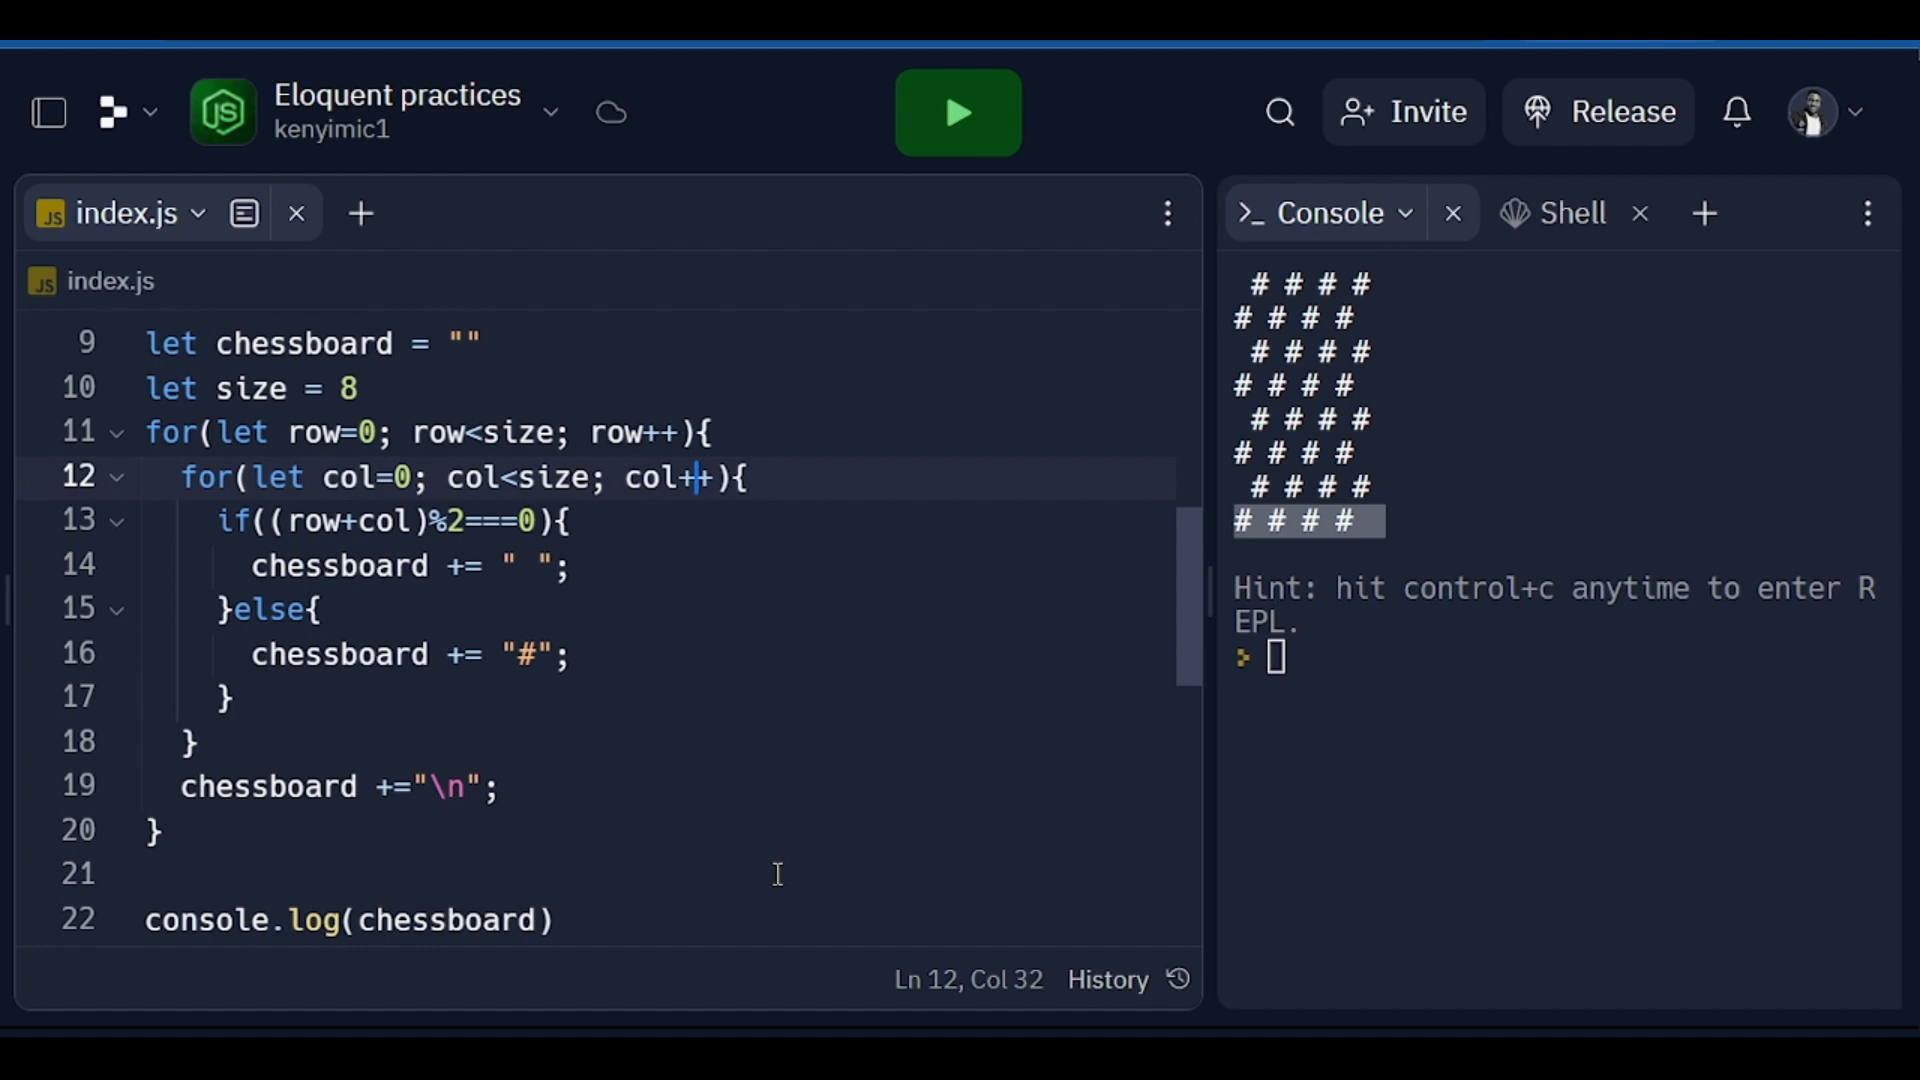 Eloquent practices
kenyimic1
Invite
Release
JS index.js
Console
Shell
JS index.js
9 let chessboard = ""
10 let size = 8
11 for(let row=0; row<size; row++){
12 for(let col=0; col<size; col++){
13 if((row+col)%2===0){
14 chessboard += " ";
15 }else{
16 chessboard += "#";
17 }
18 }
19 chessboard +="\n";
20 }
21
22 console.log(chessboard)
Ln 12, Col 32 History
 # # # #
# # # #
 # # # #
# # # #
 # # # #
# # # #
 # # # #
# # # #
Hint: hit control+c anytime to enter R
EPL.